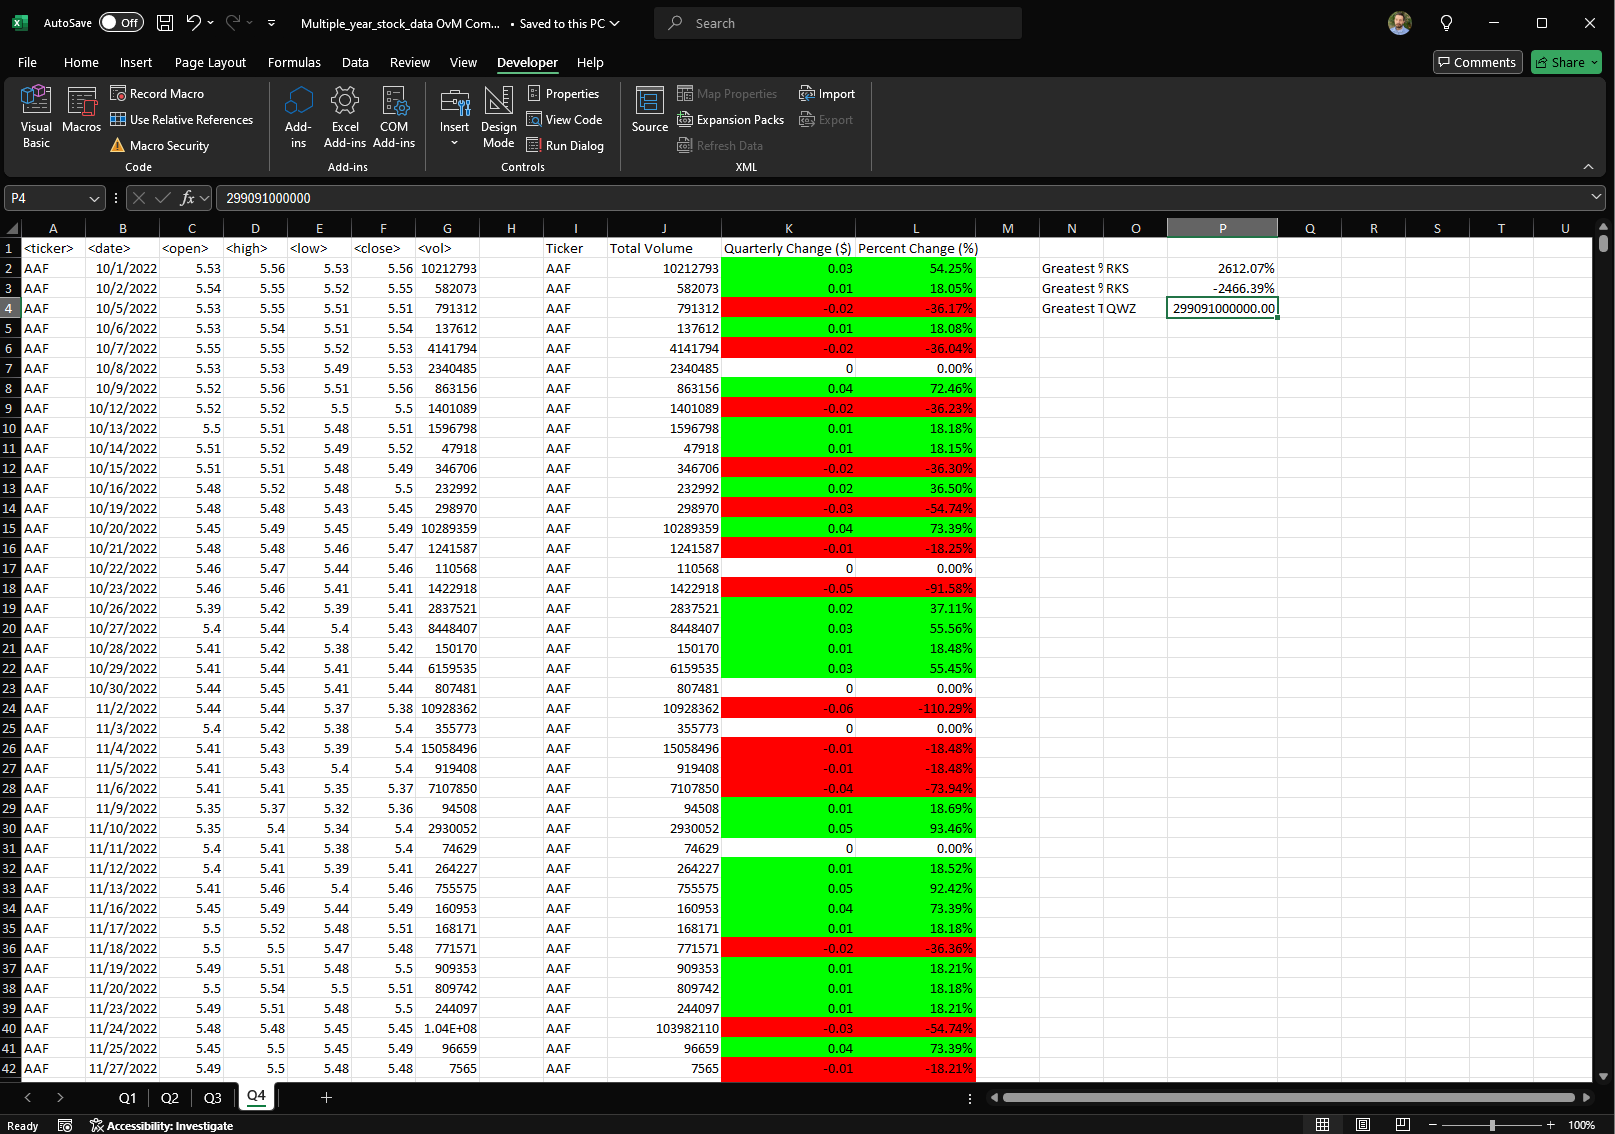 AutoSave Off Multiple_year_stock_data OvM Com... • Saved to this PC Search
File Home Insert Page Layout Formulas Data Review View Developer Help Comments Share
Visual Basic Macros Record Macro Use Relative References Macro Security Code
Add-ins Excel Add-ins COM Add-ins Add-ins
Insert Design Mode Properties View Code Run Dialog Controls
Source Map Properties Expansion Packs Refresh Data Import Export XML
P4 fx 299091000000
A B C D E F G H I J K L M N O P Q R S T U
1 <ticker> <date> <open> <high> <low> <close> <vol> Ticker Total Volume Quarterly Change ($) Percent Change (%)
2 AAF 10/1/2022 5.53 5.56 5.53 5.56 10212793 AAF 10212793 0.03 54.25% Greatest % RKS 2612.07%
3 AAF 10/2/2022 5.54 5.55 5.52 5.55 582073 AAF 582073 0.01 18.05% Greatest % RKS -2466.39%
4 AAF 10/5/2022 5.53 5.55 5.51 5.51 791312 AAF 791312 -0.02 -36.17% Greatest T QWZ 299091000000.00
5 AAF 10/6/2022 5.53 5.54 5.51 5.54 137612 AAF 137612 0.01 18.08%
6 AAF 10/7/2022 5.55 5.55 5.52 5.53 4141794 AAF 4141794 -0.02 -36.04%
7 AAF 10/8/2022 5.53 5.53 5.49 5.53 2340485 AAF 2340485 0 0.00%
8 AAF 10/9/2022 5.52 5.56 5.51 5.56 863156 AAF 863156 0.04 72.46%
9 AAF 10/12/2022 5.52 5.52 5.5 5.5 1401089 AAF 1401089 -0.02 -36.23%
10 AAF 10/13/2022 5.5 5.51 5.48 5.51 1596798 AAF 1596798 0.01 18.18%
11 AAF 10/14/2022 5.51 5.52 5.49 5.52 47918 AAF 47918 0.01 18.15%
12 AAF 10/15/2022 5.51 5.51 5.48 5.49 346706 AAF 346706 -0.02 -36.30%
13 AAF 10/16/2022 5.48 5.52 5.48 5.5 232992 AAF 232992 0.02 36.50%
14 AAF 10/19/2022 5.48 5.48 5.43 5.45 298970 AAF 298970 -0.03 -54.74%
15 AAF 10/20/2022 5.45 5.49 5.45 5.49 10289359 AAF 10289359 0.04 73.39%
16 AAF 10/21/2022 5.48 5.48 5.46 5.47 1241587 AAF 1241587 -0.01 -18.25%
17 AAF 10/22/2022 5.46 5.47 5.44 5.46 110568 AAF 110568 0 0.00%
18 AAF 10/23/2022 5.46 5.46 5.41 5.41 1422918 AAF 1422918 -0.05 -91.58%
19 AAF 10/26/2022 5.39 5.42 5.39 5.41 2837521 AAF 2837521 0.02 37.11%
20 AAF 10/27/2022 5.4 5.44 5.4 5.43 8448407 AAF 8448407 0.03 55.56%
21 AAF 10/28/2022 5.41 5.42 5.38 5.42 150170 AAF 150170 0.01 18.48%
22 AAF 10/29/2022 5.41 5.44 5.41 5.44 6159535 AAF 6159535 0.03 55.45%
23 AAF 10/30/2022 5.44 5.45 5.41 5.44 807481 AAF 807481 0 0.00%
24 AAF 11/2/2022 5.44 5.44 5.37 5.38 10928362 AAF 10928362 -0.06 -110.29%
25 AAF 11/3/2022 5.4 5.42 5.38 5.4 355773 AAF 355773 0 0.00%
26 AAF 11/4/2022 5.41 5.43 5.39 5.4 15058496 AAF 15058496 -0.01 -18.48%
27 AAF 11/5/2022 5.41 5.43 5.4 5.4 919408 AAF 919408 -0.01 -18.48%
28 AAF 11/6/2022 5.41 5.41 5.35 5.37 7107850 AAF 7107850 -0.04 -73.94%
29 AAF 11/9/2022 5.35 5.37 5.32 5.36 94508 AAF 94508 0.01 18.69%
30 AAF 11/10/2022 5.35 5.4 5.34 5.4 2930052 AAF 2930052 0.05 93.46%
31 AAF 11/11/2022 5.4 5.41 5.38 5.4 74629 AAF 74629 0 0.00%
32 AAF 11/12/2022 5.4 5.41 5.39 5.41 264227 AAF 264227 0.01 18.52%
33 AAF 11/13/2022 5.41 5.46 5.4 5.46 755575 AAF 755575 0.05 92.42%
34 AAF 11/16/2022 5.45 5.49 5.44 5.49 160953 AAF 160953 0.04 73.39%
35 AAF 11/17/2022 5.5 5.52 5.48 5.51 168171 AAF 168171 0.01 18.18%
36 AAF 11/18/2022 5.5 5.5 5.47 5.48 771571 AAF 771571 -0.02 -36.36%
37 AAF 11/19/2022 5.49 5.51 5.48 5.5 909353 AAF 909353 0.01 18.21%
38 AAF 11/20/2022 5.5 5.54 5.5 5.51 809742 AAF 809742 0.01 18.18%
39 AAF 11/23/2022 5.49 5.51 5.48 5.5 244097 AAF 244097 0.01 18.21%
40 AAF 11/24/2022 5.48 5.48 5.45 5.45 1.04E+08 AAF 103982110 -0.03 -54.74%
41 AAF 11/25/2022 5.45 5.5 5.45 5.49 96659 AAF 96659 0.04 73.39%
42 AAF 11/27/2022 5.49 5.5 5.48 5.48 7565 AAF 7565 -0.01 -18.21%
Q1 Q2 Q3 Q4
Ready Accessibility: Investigate 100%